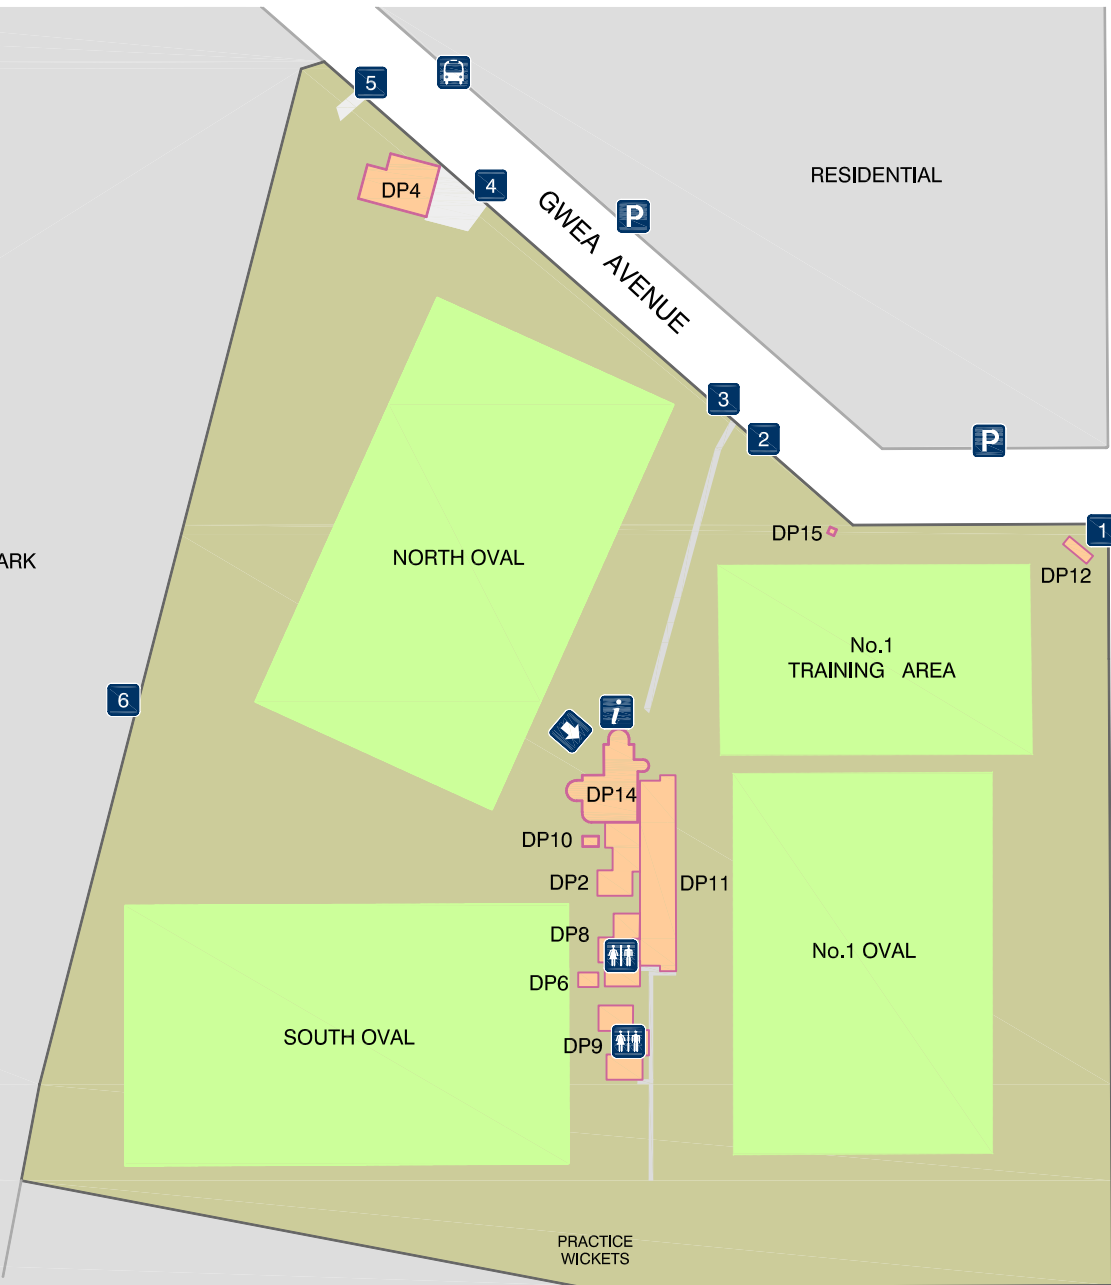 5
DP4
4
RESIDENTIAL
P
GWEA AVENUE
3
2
P
1
DP15
DP12
ARK
NORTH OVAL
No.1
TRAINING AREA
6
i
DP14
DP10
DP2
DP11
DP8
No.1 OVAL
DP6
SOUTH OVAL
DP9
PRACTICE
WICKETS